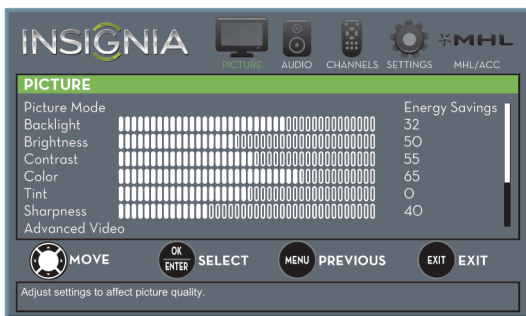 INSIGNIA
PICTURE AUDIO CHANNELS SETTINGS MHL MHL/ACC
PICTURE
Picture Mode Energy Savings
Backlight 32
Brightness 50
Contrast 55
Color 65
Tint 0
Sharpness 40
Advanced Video
MOVE OK ENTER SELECT MENU PREVIOUS EXIT EXIT
Adjust settings to affect picture quality.